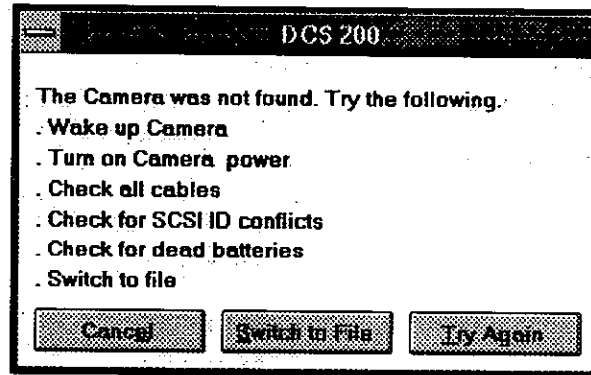 DCS 200
The Camera was not found. Try the following.
. Wake up Camera
. Turn on Camera power
. Check all cables
. Check for SCSI ID conflicts
. Check for dead batteries
. Switch to file
Cancel Switch to File Try Again